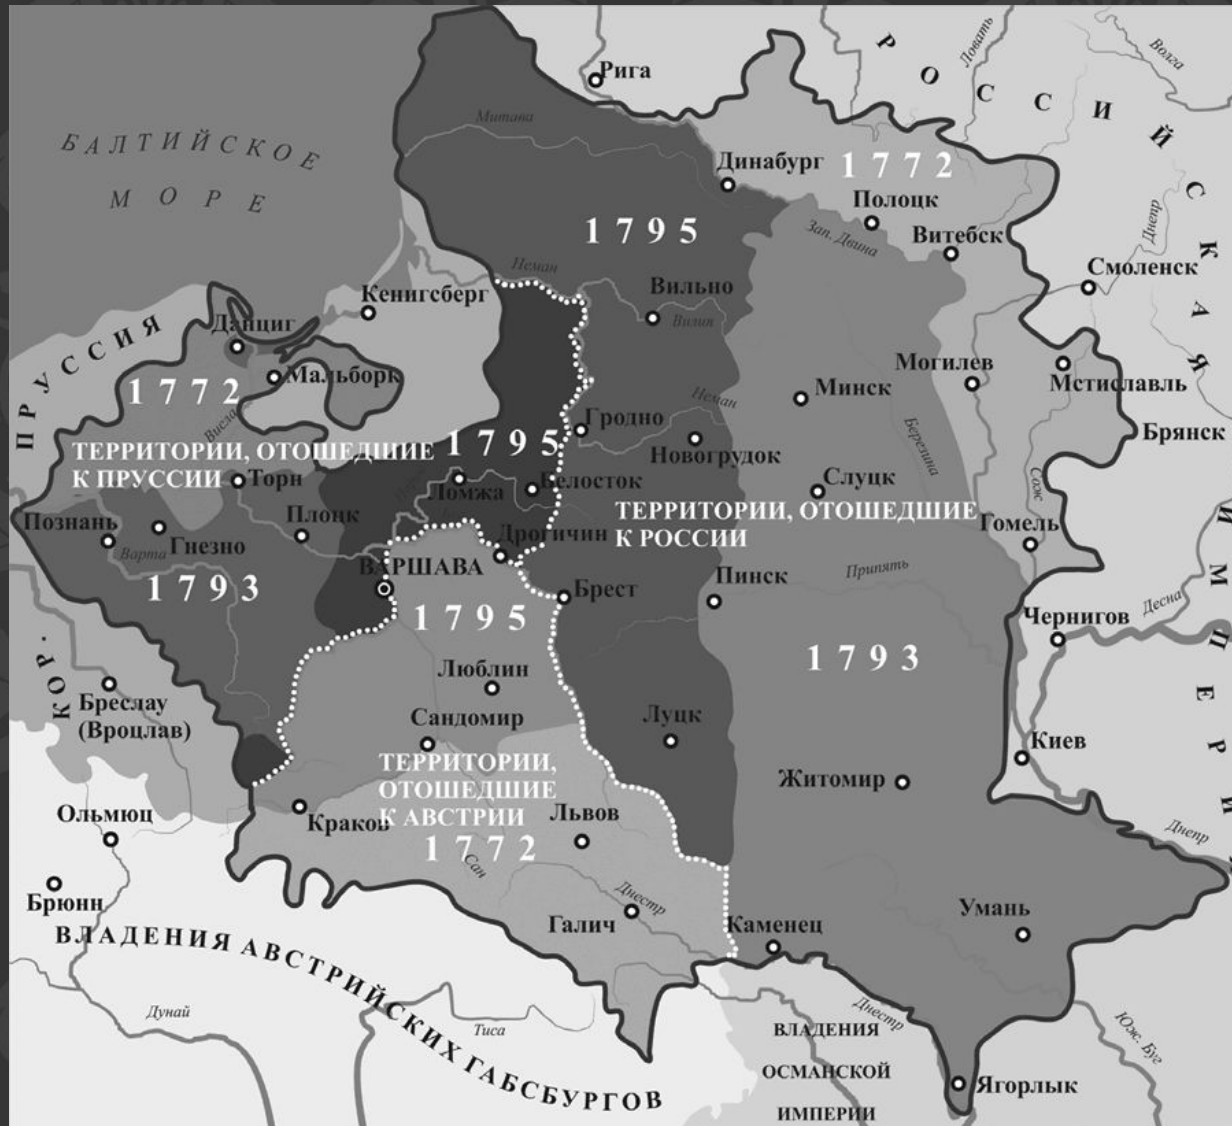 Рига
РОССИЙСКАЯ ИМПЕРИЯ
Ловать
Волга
БАЛТИЙСКОЕ
МОРЕ
Митава
Динабург
1772
Полоцк
Зап. Двина
Витебск
Днепр
Смоленск
1795
Неман
Вильно
Вилия
Кенигсберг
ПРУССИЯ
Данциг
Мальборк
1772
Висла
Могилев
Мстиславль
Минск
Неман
Гродно
Новогрудок
Березина
Брянск
1795
ТЕРРИТОРИИ, ОТОШЕДШИЕ
К ПРУССИИ
Торн
Ломжа
Белосток
Слуцк
Сож
ТЕРРИТОРИИ, ОТОШЕДШИЕ
К РОССИИ
Гомель
Познань
Варта
Гнезно
Плоцк
Дрогичин
ВАРШАВА
1793
Брест
Пинск
Припять
Десна
Чернигов
1795
1793
КОР.
Бреслау
(Вроцлав)
Люблин
Сандомир
Луцк
Киев
Житомир
ТЕРРИТОРИИ,
ОТОШЕДШИЕ
К АВСТРИИ
1772
Ольмюц
Краков
Львов
Днепр
Сан
Брюнн
Днестр
Галич
Каменец
Умань
ВЛАДЕНИЯ АВСТРИЙСКИХ ГАБСБУРГОВ
Дунай
Тиса
ВЛАДЕНИЯ
ОСМАНСКОЙ
ИМПЕРИИ
Днестр
Юж. Буг
Ягорлык